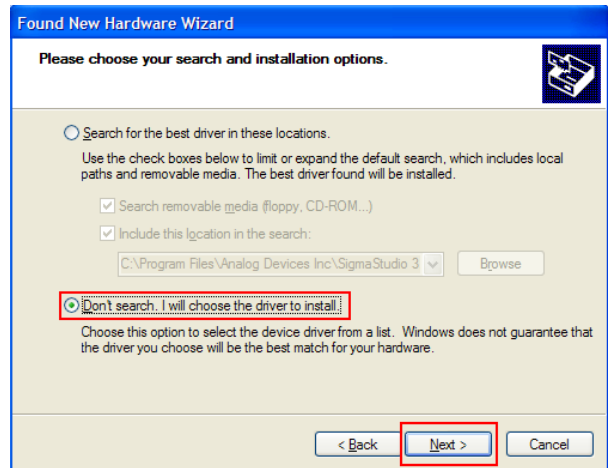 Found New Hardware Wizard
Please choose your search and installation options.
Search for the best driver in these locations.
Use the check boxes below to limit or expand the default search, which includes local
paths and removable media. The best driver found will be installed.
Search removable media (floppy, CD-ROM...)
Include this location in the search:
C:\Program Files\Analog Devices Inc\SigmaStudio 3
Browse
Don't search. I will choose the driver to install.
Choose this option to select the device driver from a list. Windows does not guarantee that
the driver you choose will be the best match for your hardware.
< Back Next > Cancel